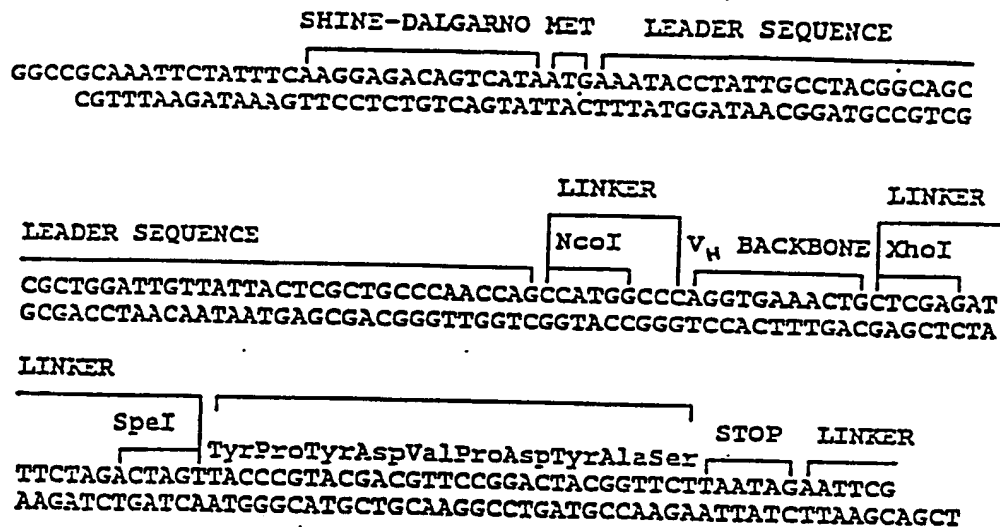 SHINE-DALGARNO MET LEADER SEQUENCE
GGCCGCAAATTCTATTTCAAGGAGACAGTCATAATGAAATACCTATTGCCTACGGCAGC
CGTTTAAGATAAAGTTCCTCTGTCAGTATTACTTTATGGATAACGGATGCCGTCG
LINKER LINKER
LEADER SEQUENCE NcoI VH BACKBONE XhoI
CGCTGGATTGTTATTACTCGCTGCCCAACCAGCCATGGCCCAGGTGAAACTGCTCGAGAT
GCGACCTAACAATAATGAGCGACGGGTTGGTCGGTACCGGGTCCACTTTGACGAGCTCTA
LINKER
SpeI TyrProTyrAspValProAspTyrAlaSer STOP LINKER
TTCTAGACTAGTTACCCGTACGACGTTCCGGACTACGGTTCTTAATAGAATTCG
AAGATCTGATCAATGGGCATGCTGCAAGGCCTGATGCCAAGAATTATCTTAAGCAGCT